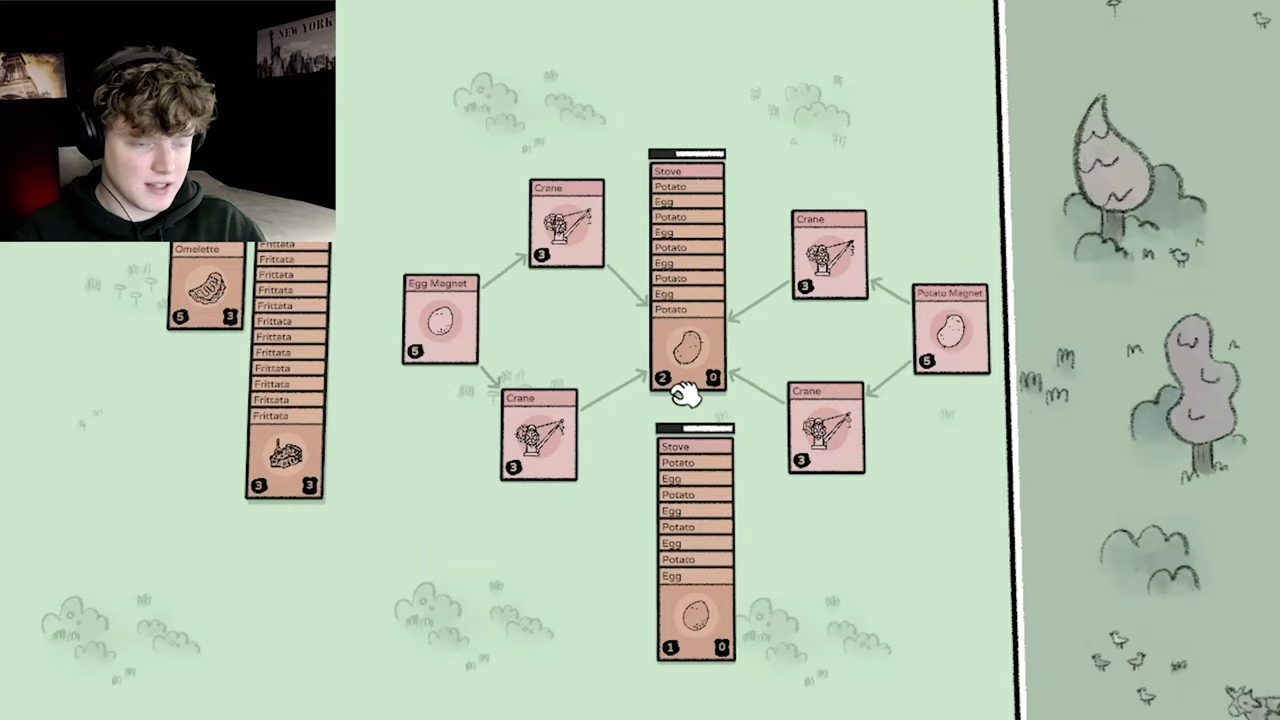 NEW YORK
Omelette
5 3
Frittata
Frittata
Frittata
Frittata
Frittata
Frittata
Frittata
Frittata
Frittata
Frittata
Frittata
Frittata
3 3
Egg Magnet
5
Crane
3
Crane
3
Stove
Potato
Egg
Potato
Egg
Potato
Egg
Potato
Egg
Potato
2 0
Stove
Potato
Egg
Potato
Egg
Potato
Egg
Potato
Egg
1 0
Crane
3
Crane
3
Potato Magnet
5